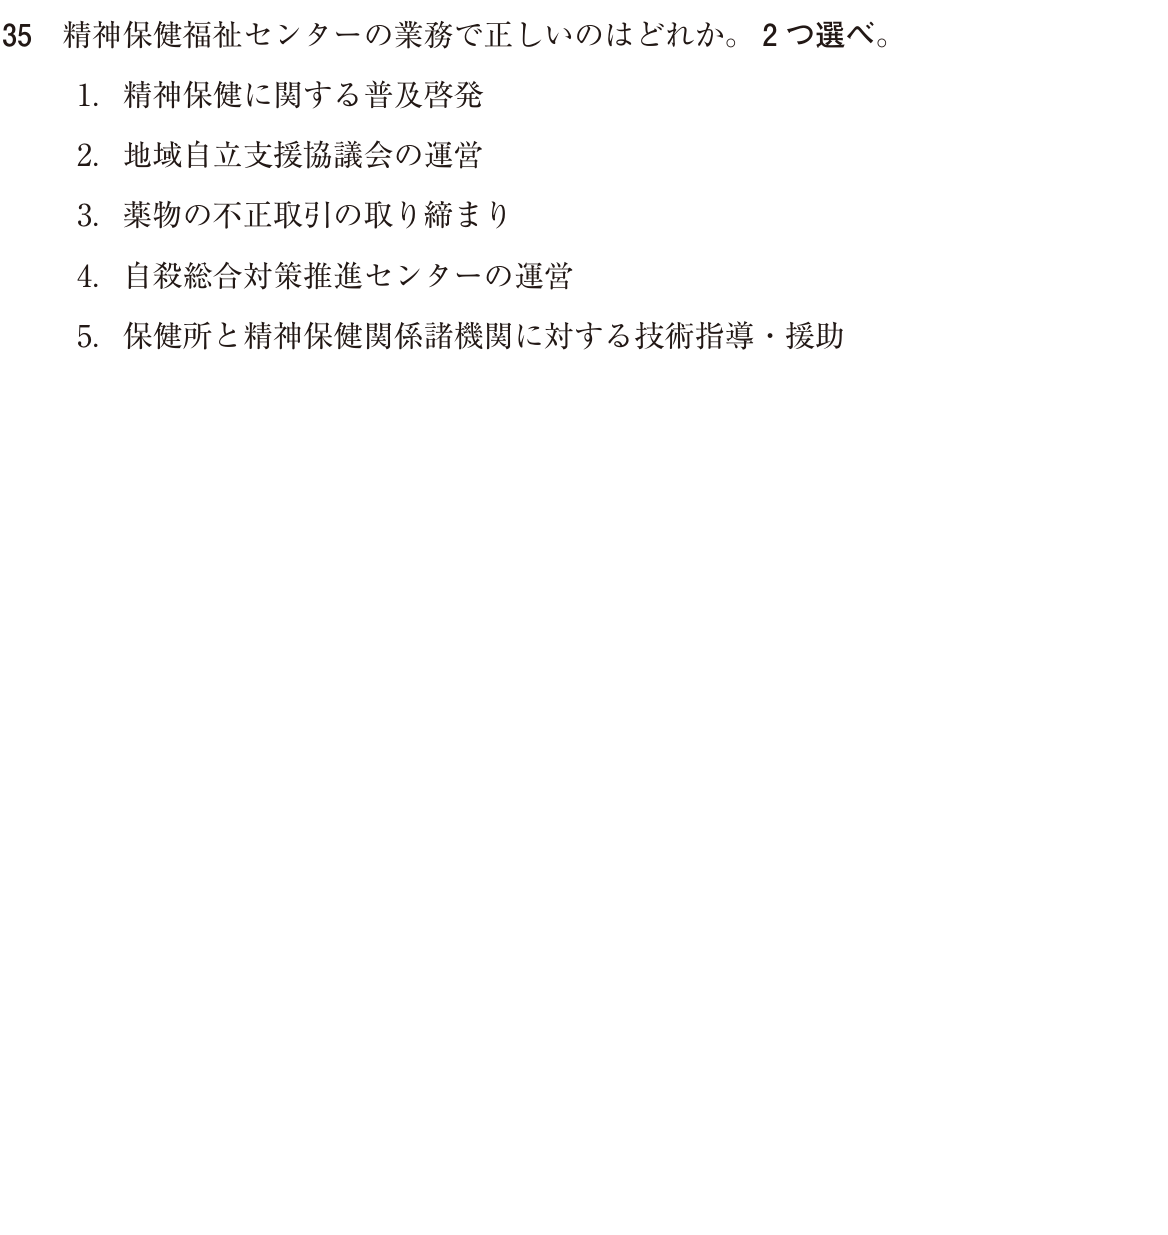 35 精神保健福祉センターの業務で正しいのはどれか。2つ選べ。
1. 精神保健に関する普及啓発
2. 地域自立支援協議会の運営
3. 薬物の不正取引の取り締まり
4. 自殺総合対策推進センターの運営
5. 保健所と精神保健関係諸機関に対する技術指導・援助